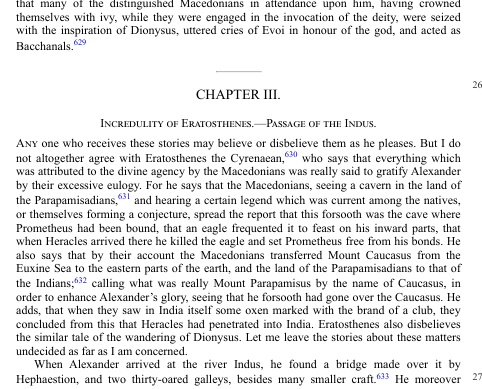 that many of the distinguished Macedonians in attendance upon him, having crowned
themselves with ivy, while they were engaged in the invocation of the deity, were seized
with the inspiration of Dionysus, uttered cries of Evoi in honour of the god, and acted as
Bacchanals.629
26
CHAPTER III.
Incredulity of Eratosthenes.—Passage of the Indus.
Any one who receives these stories may believe or disbelieve them as he pleases. But I do
not altogether agree with Eratosthenes the Cyrenaean,630 who says that everything which
was attributed to the divine agency by the Macedonians was really said to gratify Alexander
by their excessive eulogy. For he says that the Macedonians, seeing a cavern in the land of
the Parapamisadians,631 and hearing a certain legend which was current among the natives,
or themselves forming a conjecture, spread the report that this forsooth was the cave where
Prometheus had been bound, that an eagle frequented it to feast on his inward parts, that
when Heracles arrived there he killed the eagle and set Prometheus free from his bonds. He
also says that by their account the Macedonians transferred Mount Caucasus from the
Euxine Sea to the eastern parts of the earth, and the land of the Parapamisadians to that of
the Indians;632 calling what was really Mount Parapamisus by the name of Caucasus, in
order to enhance Alexander's glory, seeing that he forsooth had gone over the Caucasus. He
adds, that when they saw in India itself some oxen marked with the brand of a club, they
concluded from this that Heracles had penetrated into India. Eratosthenes also disbelieves
the similar tale of the wandering of Dionysus. Let me leave the stories about these matters
undecided as far as I am concerned.
When Alexander arrived at the river Indus, he found a bridge made over it by
Hephaestion, and two thirty-oared galleys, besides many smaller craft.633 He moreover
27